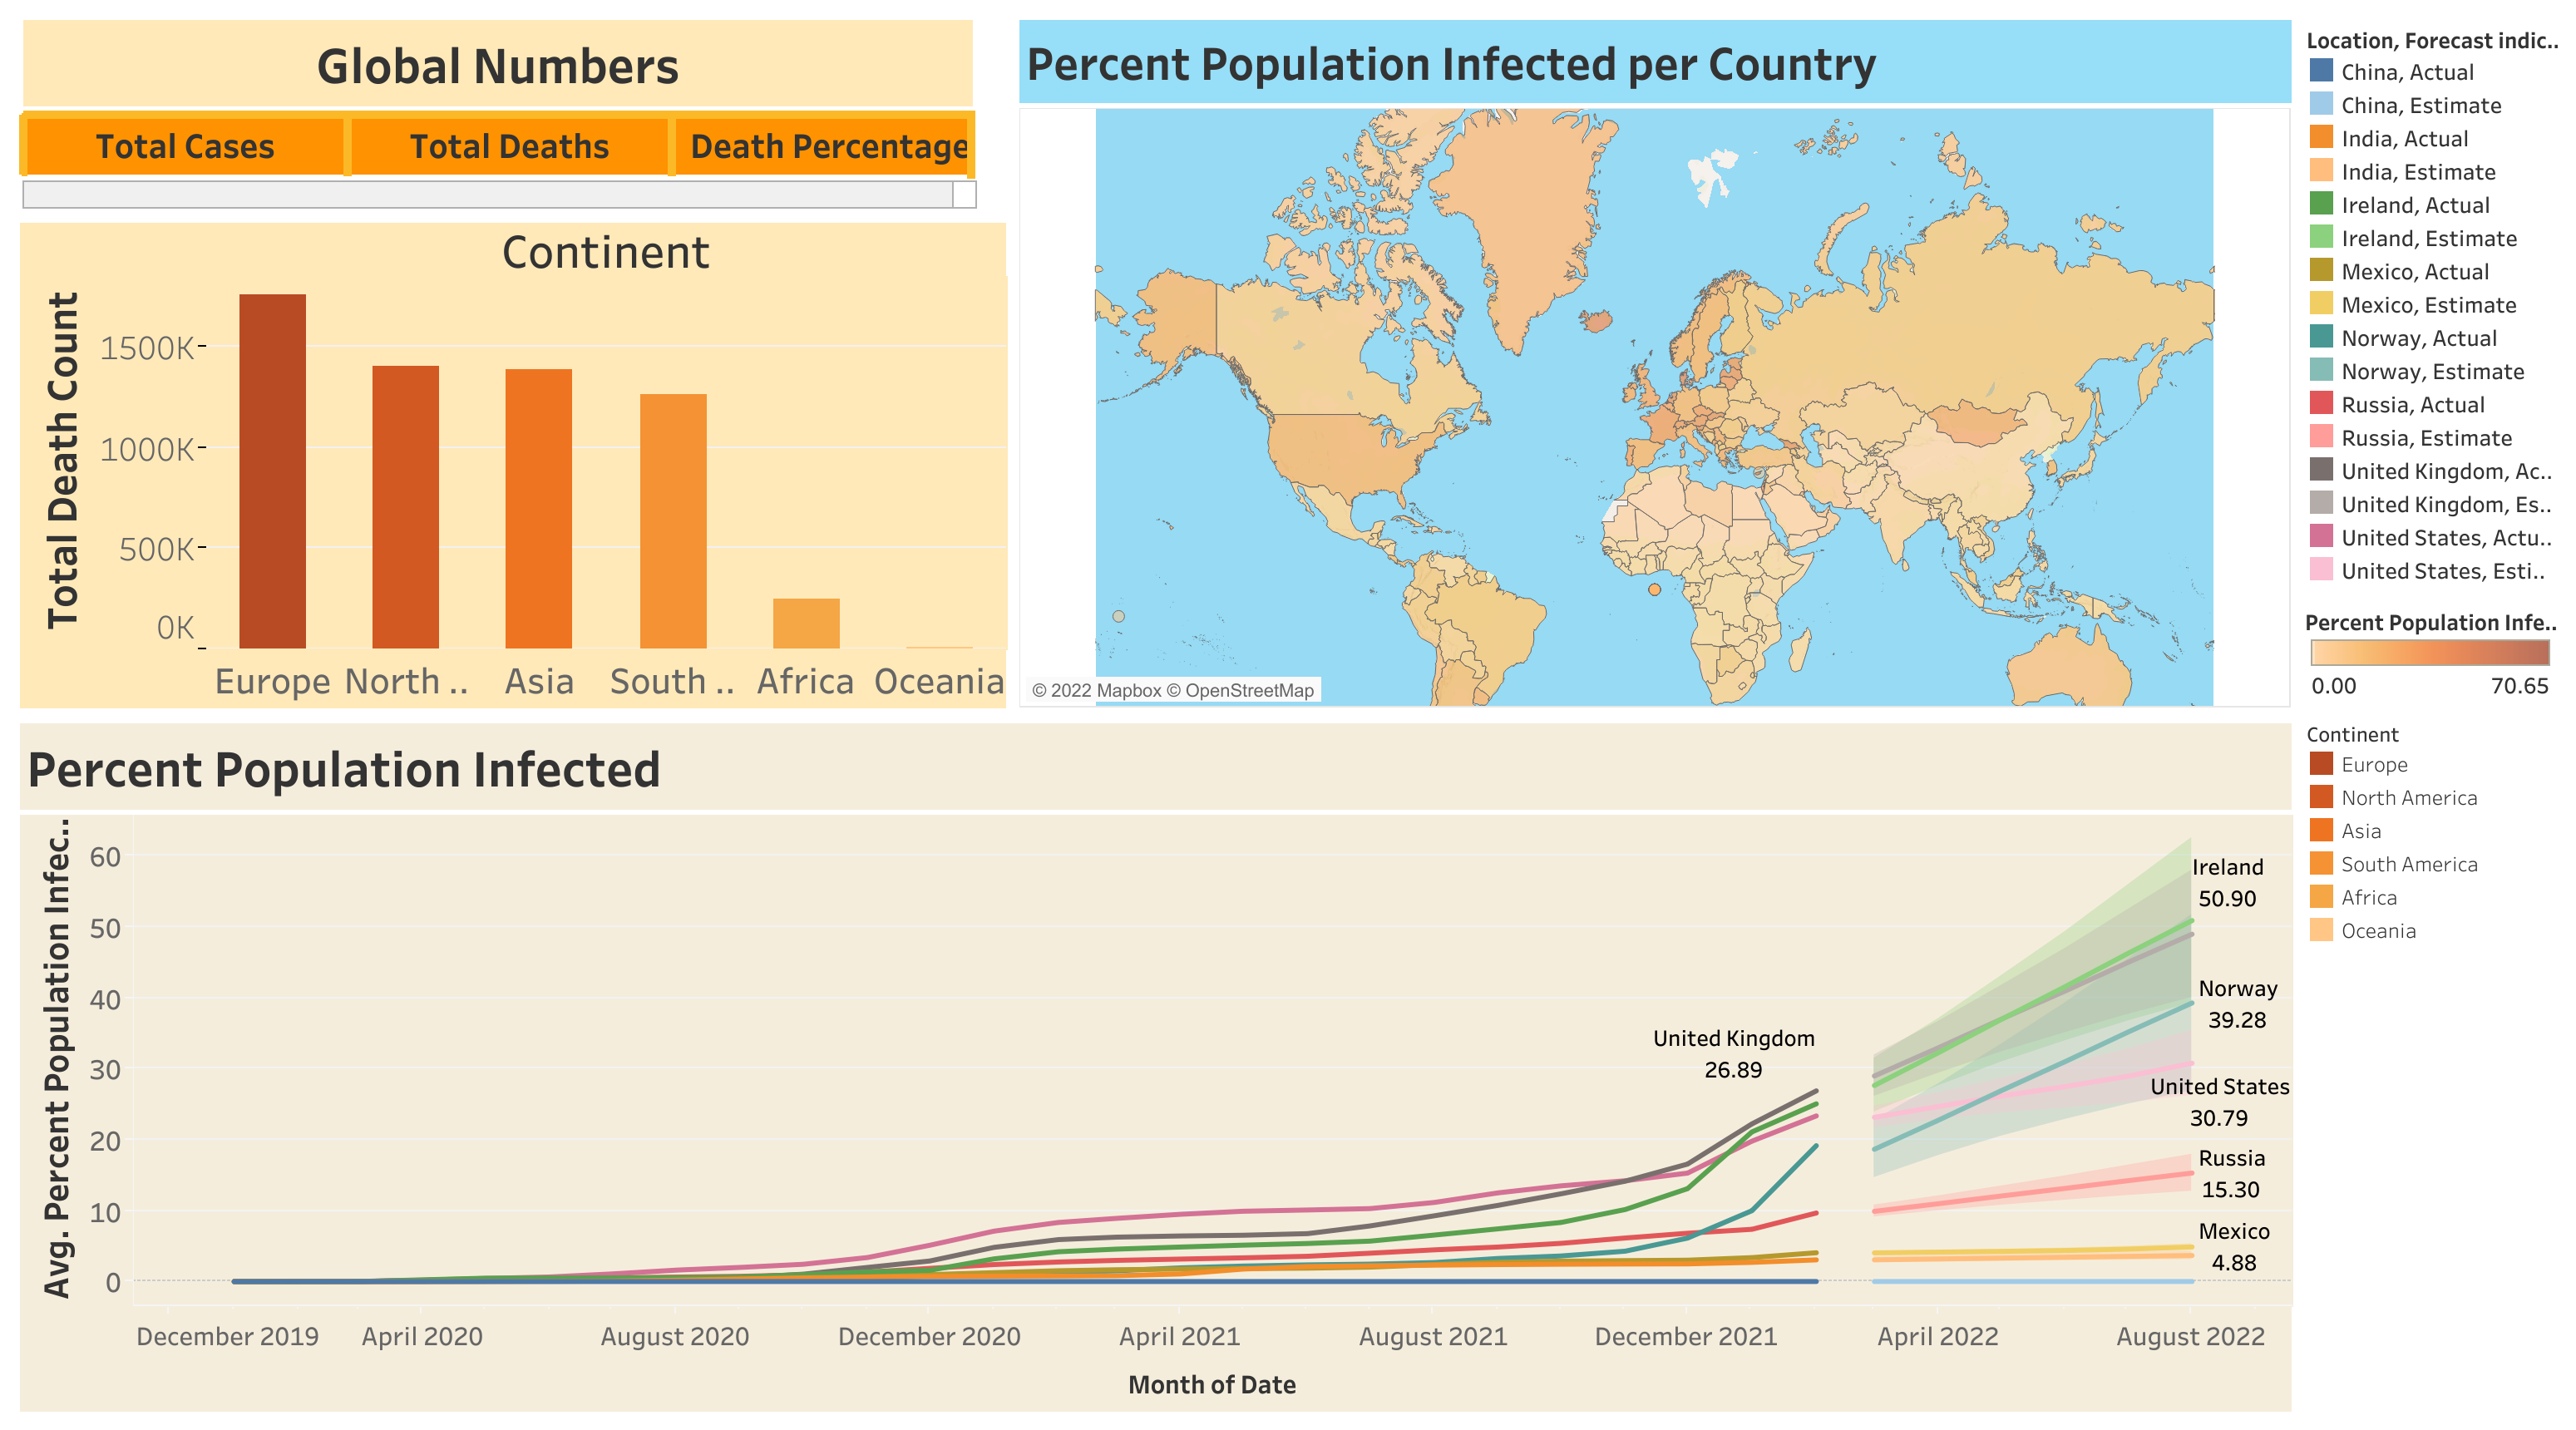 Global Numbers
Total Cases
Total Deaths
Death Percentage
Continent
Total Death Count
1500K
1000K
500K
0K
Europe
North ..
Asia
South ..
Africa
Oceania
Percent Population Infected per Country
© 2022 Mapbox © OpenStreetMap
Location, Forecast indic..
China, Actual
China, Estimate
India, Actual
India, Estimate
Ireland, Actual
Ireland, Estimate
Mexico, Actual
Mexico, Estimate
Norway, Actual
Norway, Estimate
Russia, Actual
Russia, Estimate
United Kingdom, Ac..
United Kingdom, Es..
United States, Actu..
United States, Esti..
Percent Population Infe..
0.00
70.65
Continent
Europe
North America
Asia
South America
Africa
Oceania
Percent Population Infected
Avg. Percent Population Infec..
60
50
40
30
20
10
0
United Kingdom
26.89
Ireland
50.90
Norway
39.28
United States
30.79
Russia
15.30
Mexico
4.88
December 2019
April 2020
August 2020
December 2020
April 2021
August 2021
December 2021
April 2022
August 2022
Month of Date